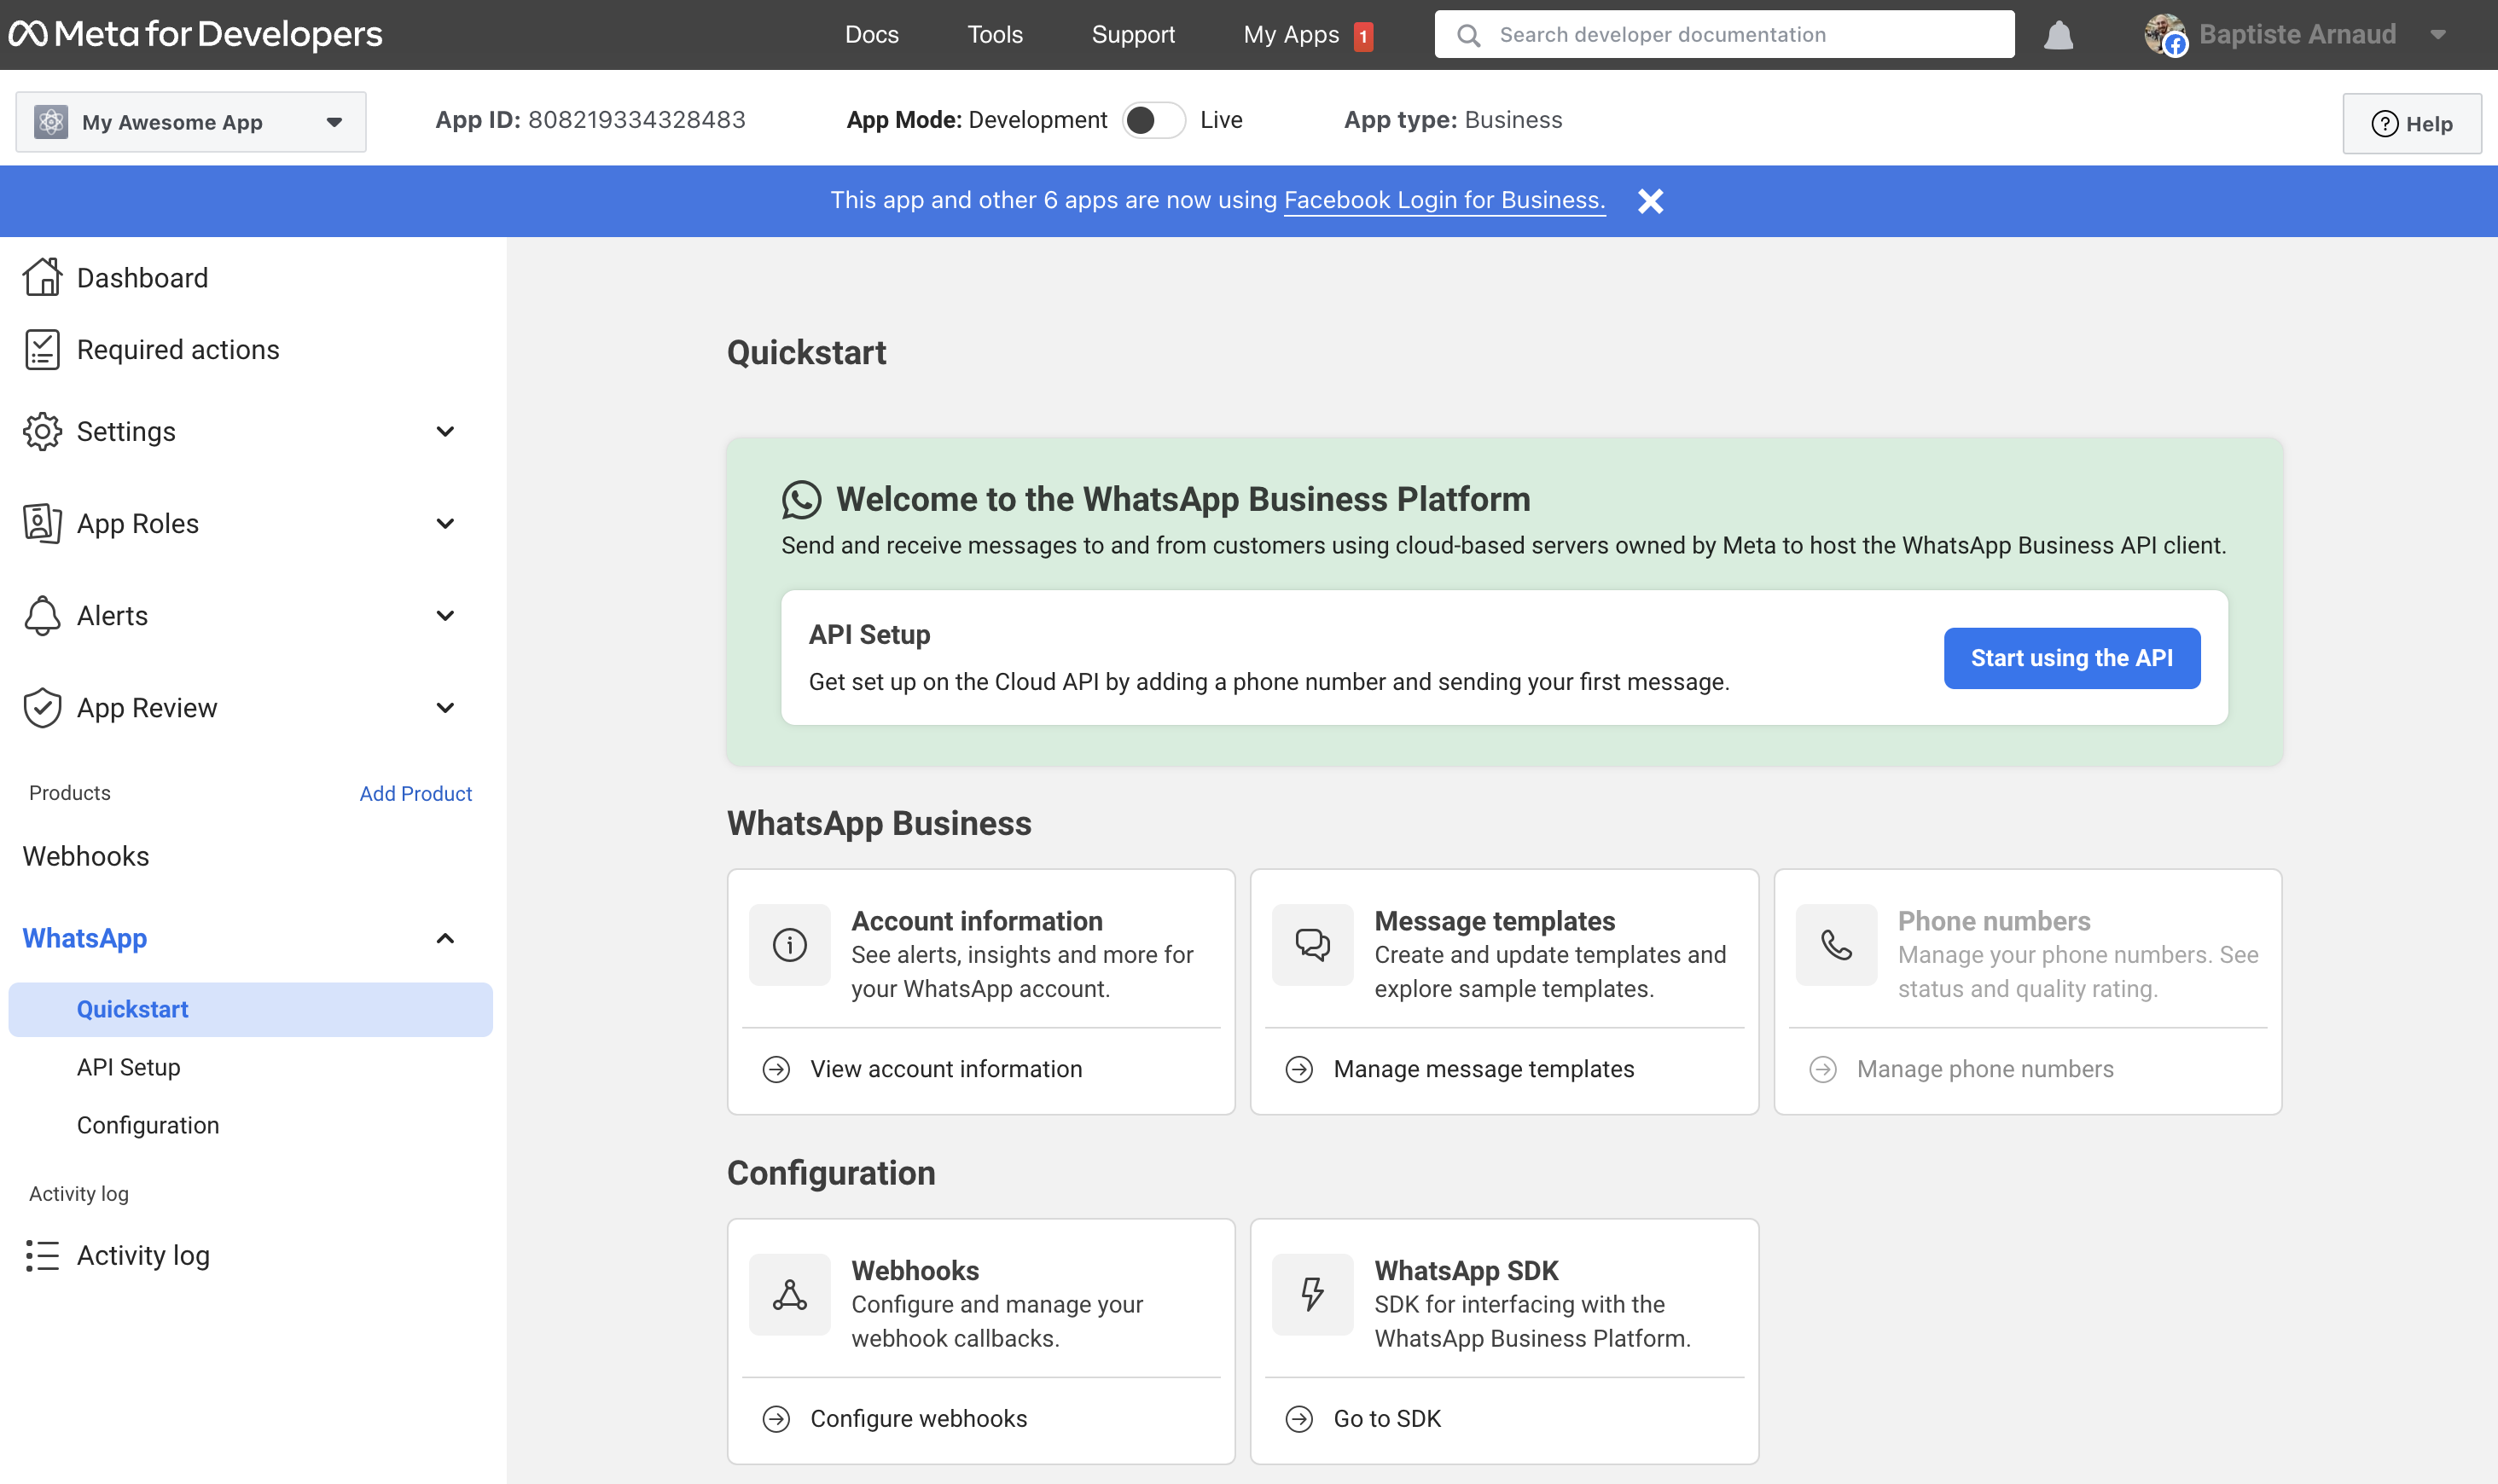 Meta for Developers
Docs
Tools
Support
My Apps 1
Search developer documentation
Baptiste Arnaud
My Awesome App
App ID: 808219334328483
App Mode: Development Live
App type: Business
Help
This app and other 6 apps are now using Facebook Login for Business.
Dashboard
Required actions
Settings
App Roles
Alerts
App Review
Products
Add Product
Webhooks
WhatsApp
Quickstart
API Setup
Configuration
Activity log
Activity log
Quickstart
Welcome to the WhatsApp Business Platform
Send and receive messages to and from customers using cloud-based servers owned by Meta to host the WhatsApp Business API client.
API Setup
Get set up on the Cloud API by adding a phone number and sending your first message.
Start using the API
WhatsApp Business
Account information
See alerts, insights and more for
your WhatsApp account.
View account information
Message templates
Create and update templates and
explore sample templates.
Manage message templates
Phone numbers
Manage your phone numbers. See
status and quality rating.
Manage phone numbers
Configuration
Webhooks
Configure and manage your
webhook callbacks.
Configure webhooks
WhatsApp SDK
SDK for interfacing with the
WhatsApp Business Platform.
Go to SDK